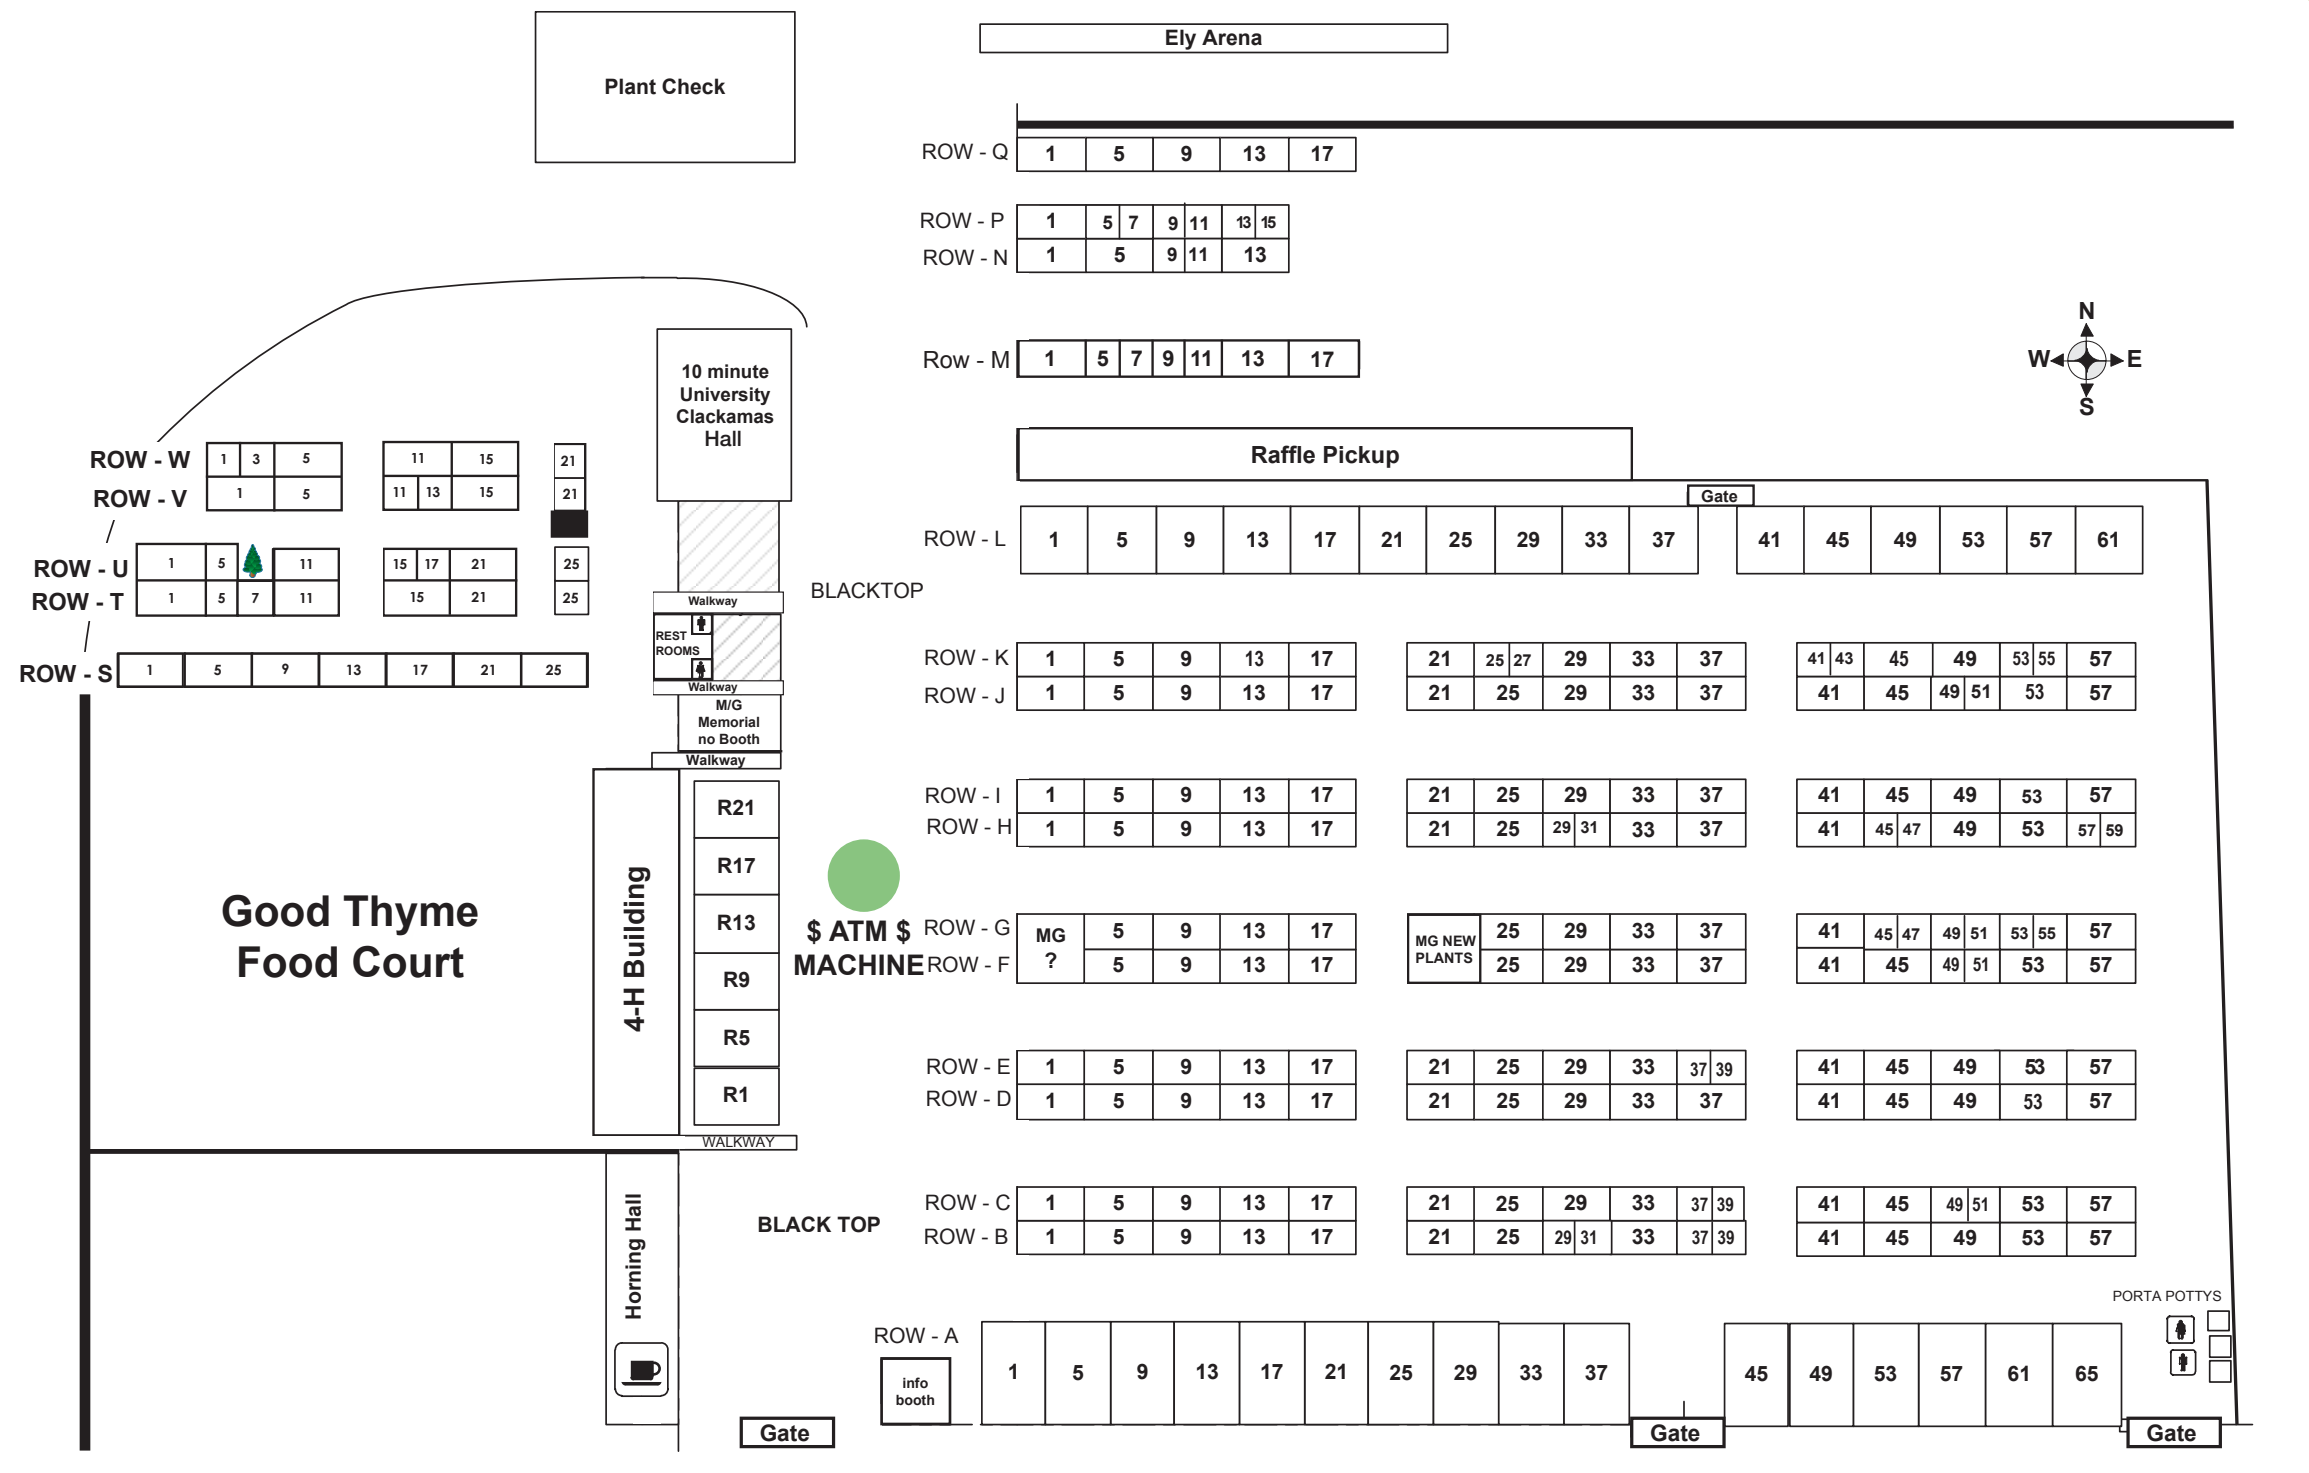 Ely Arena
Plant Check
ROW - Q 1 5 9 13 17
ROW - P 1 5 7 9 11 13 15
ROW - N 1 5 9 11 13
N
W E
S
Row - M 1 5 7 9 11 13 17
10 minute
University
Clackamas
Hall
Raffle Pickup
Gate
ROW - W 1 3 5 11 15 21
ROW - V 1 5 11 13 15 21
ROW - L 1 5 9 13 17 21 25 29 33 37 41 45 49 53 57 61
ROW - U 1 5 11 15 17 21 25
ROW - T 1 5 7 11 15 21 25
BLACKTOP
Walkway
REST
ROOMS
Walkway
ROW - S 1 5 9 13 17 21 25
M/G
Memorial
no Booth
Walkway
ROW - K 1 5 9 13 17 21 25 27 29 33 37 41 43 45 49 53 55 57
ROW - J 1 5 9 13 17 21 25 29 33 37 41 45 49 51 53 57
ROW - I 1 5 9 13 17 21 25 29 33 37 41 45 49 53 57
ROW - H 1 5 9 13 17 21 25 29 31 33 37 41 45 47 49 53 57 59
R21
R17
R13
R9
R5
R1
4-H Building
Good Thyme
Food Court
$ ATM $
MACHINE
MG
?
MG NEW
PLANTS
ROW - G 5 9 13 17 25 29 33 37 41 45 47 49 51 53 55 57
ROW - F 5 9 13 17 25 29 33 37 41 45 49 51 53 57
ROW - E 1 5 9 13 17 21 25 29 33 37 39 41 45 49 53 57
ROW - D 1 5 9 13 17 21 25 29 33 37 41 45 49 53 57
WALKWAY
Horning Hall
BLACK TOP
ROW - C 1 5 9 13 17 21 25 29 33 37 39 41 45 49 51 53 57
ROW - B 1 5 9 13 17 21 25 29 31 33 37 39 41 45 49 53 57
PORTA POTTYS
ROW - A 1 5 9 13 17 21 25 29 33 37 45 49 53 57 61 65
info
booth
Gate
Gate
Gate